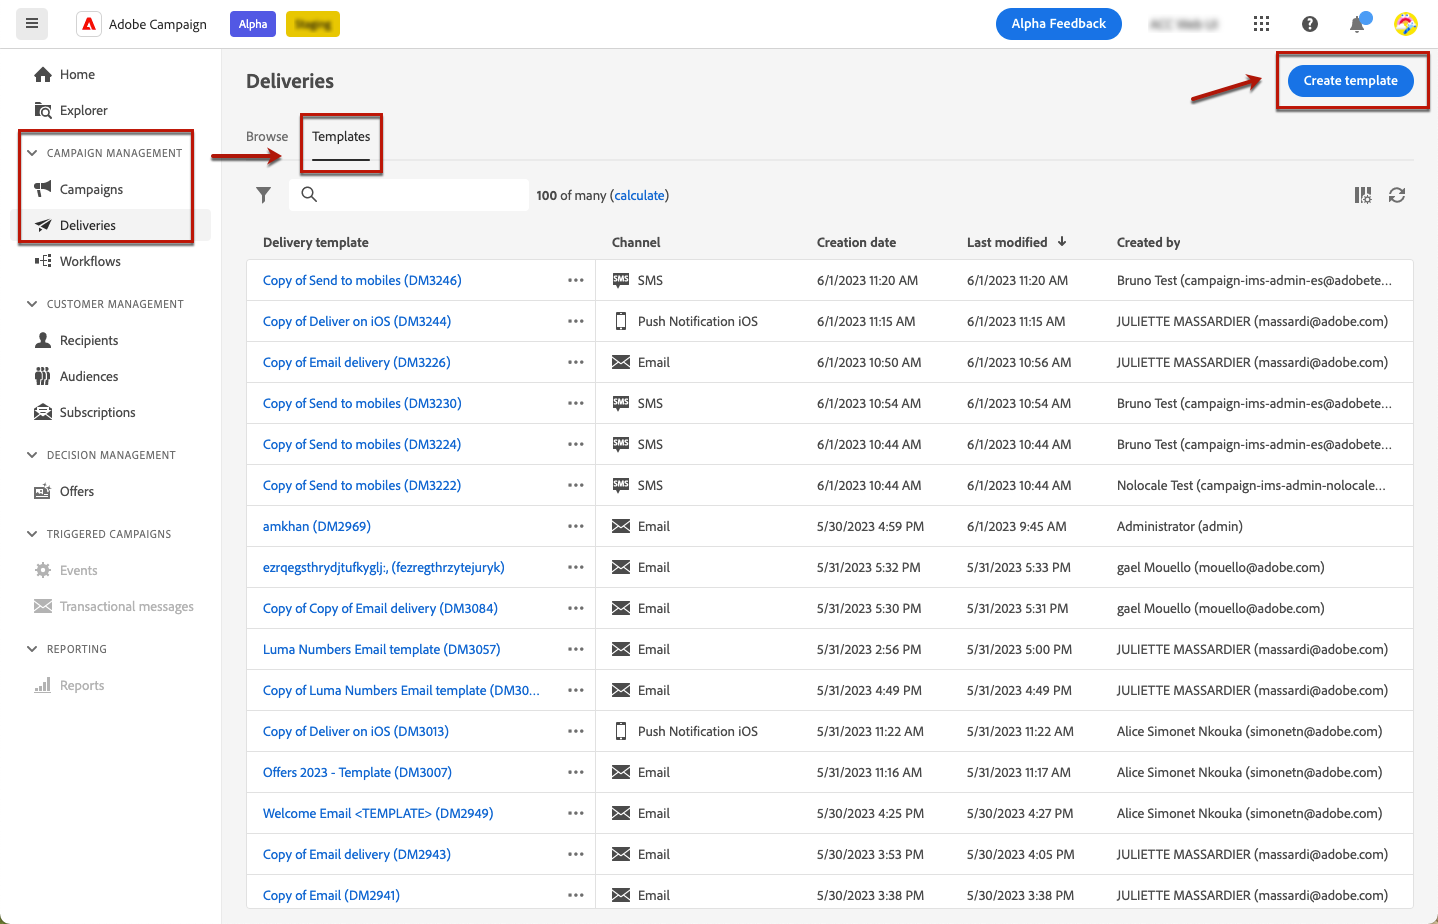 Adobe Campaign Alpha Alpha Feedback
Home
Explorer
CAMPAIGN MANAGEMENT
Campaigns
Deliveries
Workflows
CUSTOMER MANAGEMENT
Recipients
Audiences
Subscriptions
DECISION MANAGEMENT
Offers
TRIGGERED CAMPAIGNS
Events
Transactional messages
REPORTING
Reports
Deliveries
Create template
Browse Templates
100 of many (calculate)
Delivery template Channel Creation date Last modified Created by
Copy of Send to mobiles (DM3246) SMS SMS 6/1/2023 11:20 AM 6/1/2023 11:20 AM Bruno Test (campaign-ims-admin-es@adobete...
Copy of Deliver on iOS (DM3244) Push Notification iOS 6/1/2023 11:15 AM 6/1/2023 11:15 AM JULIETTE MASSARDIER (massardi@adobe.com)
Copy of Email delivery (DM3226) Email 6/1/2023 10:50 AM 6/1/2023 10:56 AM JULIETTE MASSARDIER (massardi@adobe.com)
Copy of Send to mobiles (DM3230) SMS SMS 6/1/2023 10:54 AM 6/1/2023 10:54 AM Bruno Test (campaign-ims-admin-es@adobete...
Copy of Send to mobiles (DM3224) SMS SMS 6/1/2023 10:44 AM 6/1/2023 10:44 AM Bruno Test (campaign-ims-admin-es@adobete...
Copy of Send to mobiles (DM3222) SMS SMS 6/1/2023 10:44 AM 6/1/2023 10:44 AM Nolocale Test (campaign-ims-admin-nolocale...
amkhan (DM2969) Email 5/30/2023 4:59 PM 6/1/2023 9:45 AM Administrator (admin)
ezrqegsthrydjtufkyglj:, (fezregthrzytejuryk) Email 5/31/2023 5:32 PM 5/31/2023 5:33 PM gael Mouello (mouello@adobe.com)
Copy of Copy of Email delivery (DM3084) Email 5/31/2023 5:30 PM 5/31/2023 5:31 PM gael Mouello (mouello@adobe.com)
Luma Numbers Email template (DM3057) Email 5/31/2023 2:56 PM 5/31/2023 5:00 PM JULIETTE MASSARDIER (massardi@adobe.com)
Copy of Luma Numbers Email template (DM30... Email 5/31/2023 4:49 PM 5/31/2023 4:49 PM JULIETTE MASSARDIER (massardi@adobe.com)
Copy of Deliver on iOS (DM3013) Push Notification iOS 5/31/2023 11:22 AM 5/31/2023 11:22 AM Alice Simonet Nkouka (simonetn@adobe.com)
Offers 2023 - Template (DM3007) Email 5/31/2023 11:16 AM 5/31/2023 11:17 AM Alice Simonet Nkouka (simonetn@adobe.com)
Welcome Email <TEMPLATE> (DM2949) Email 5/30/2023 4:25 PM 5/30/2023 4:27 PM Alice Simonet Nkouka (simonetn@adobe.com)
Copy of Email delivery (DM2943) Email 5/30/2023 3:53 PM 5/30/2023 4:05 PM JULIETTE MASSARDIER (massardi@adobe.com)
Copy of Email (DM2941) Email 5/30/2023 3:38 PM 5/30/2023 3:38 PM JULIETTE MASSARDIER (massardi@adobe.com)